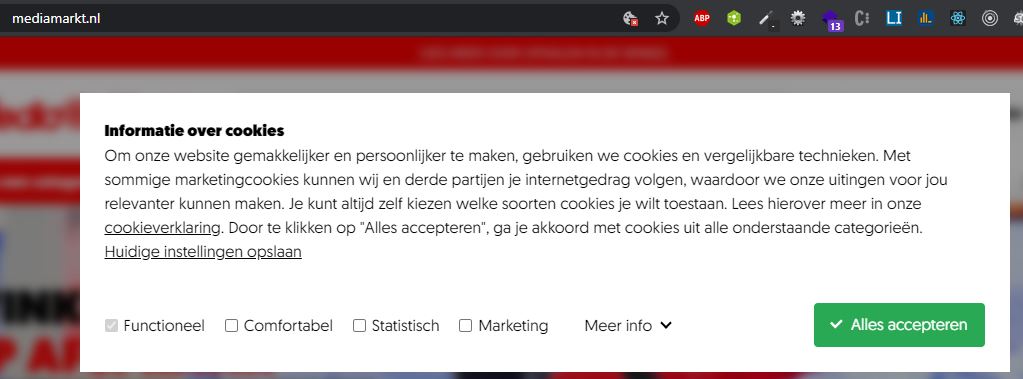 mediamarkt.nl
ABP
13
LI
Informatie over cookies
Om onze website gemakkelijker en persoonlijker te maken, gebruiken we cookies en vergelijkbare technieken. Met
sommige marketingcookies kunnen wij en derde partijen je internetgedrag volgen, waardoor we onze uitingen voor jou
relevanter kunnen maken. Je kunt altijd zelf kiezen welke soorten cookies je wilt toestaan. Lees hierover meer in onze
cookieverklaring. Door te klikken op "Alles accepteren", ga je akkoord met cookies uit alle onderstaande categorieën.
Huidige instellingen opslaan
Functioneel Comfortabel Statistisch Marketing Meer info Alles accepteren